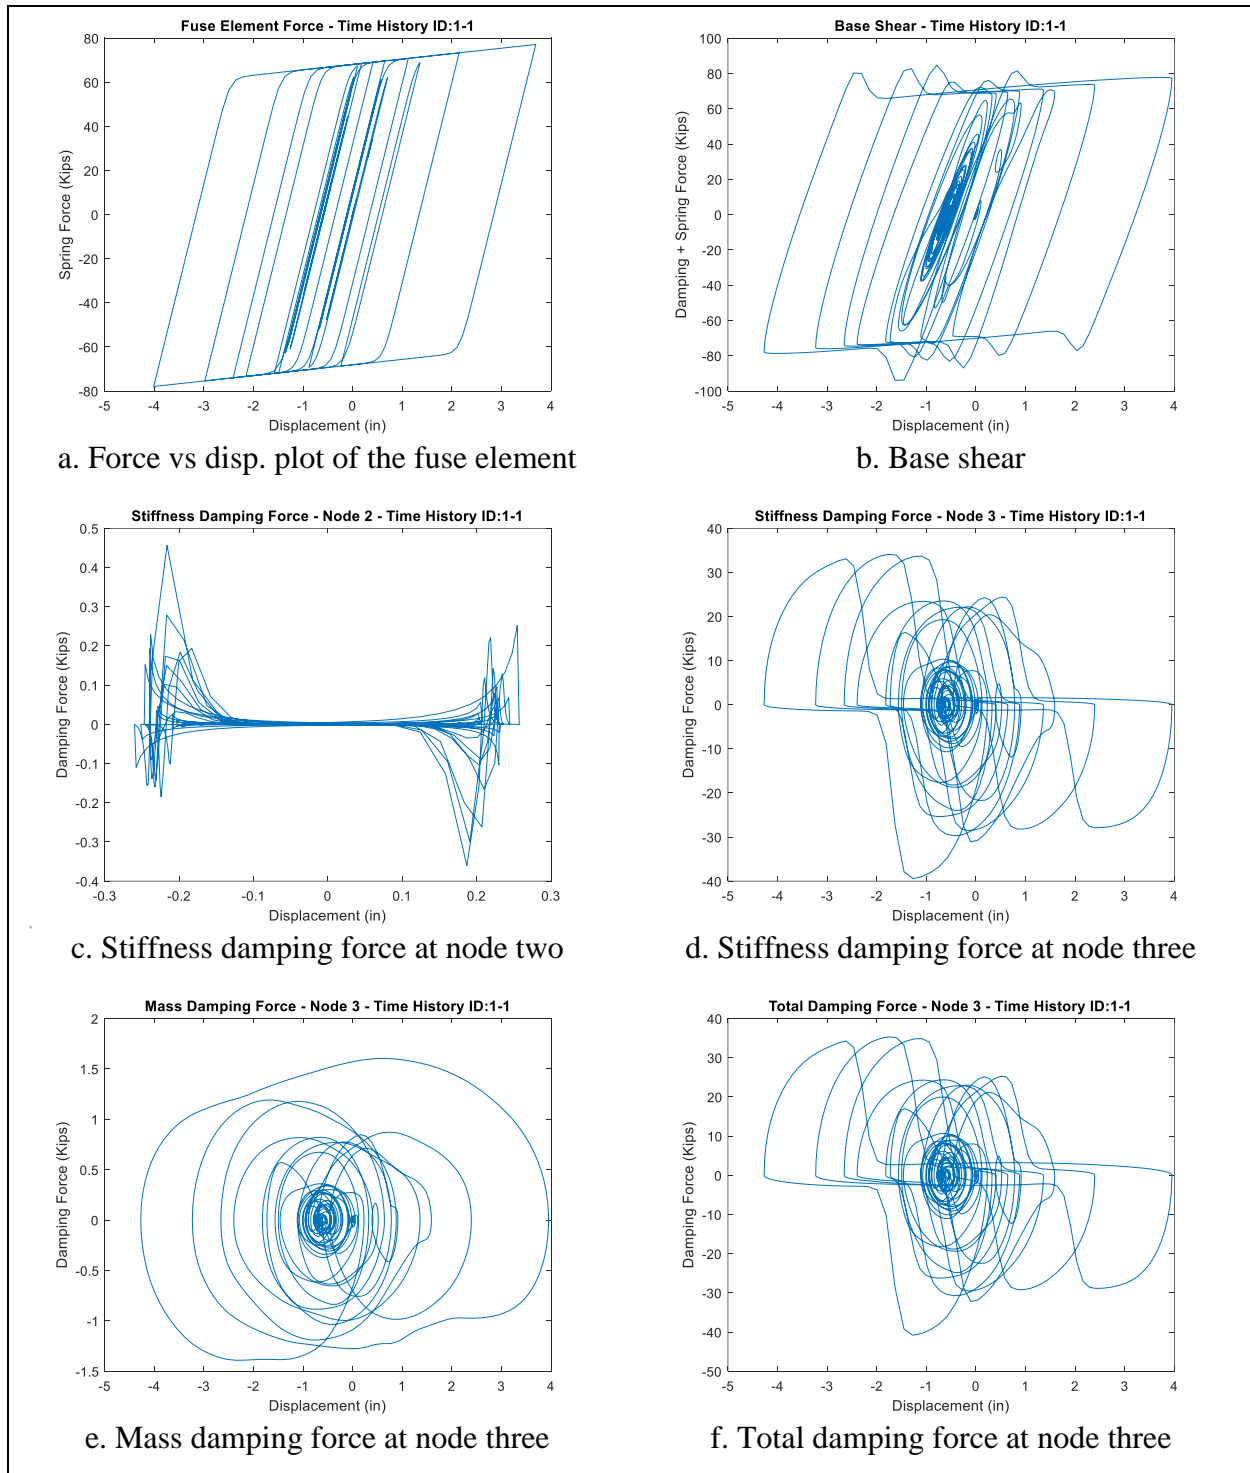 Fuse Element Force - Time History ID:1-1
Spring Force (Kips)
80
60
40
20
0
-20
-40
-60
-80
-5 -4 -3 -2 -1 0 1 2 3 4
Displacement (in)
a. Force vs disp. plot of the fuse element
Base Shear - Time History ID:1-1
Damping + Spring Force (Kips)
100
80
60
40
20
0
-20
-40
-60
-80
-100
-5 -4 -3 -2 -1 0 1 2 3 4
Displacement (in)
b. Base shear
Stiffness Damping Force - Node 2 - Time History ID:1-1
Damping Force (Kips)
0.5
0.4
0.3
0.2
0.1
0
-0.1
-0.2
-0.3
-0.4
-0.3 -0.2 -0.1 0 0.1 0.2 0.3
Displacement (in)
c. Stiffness damping force at node two
Stiffness Damping Force - Node 3 - Time History ID:1-1
Damping Force (Kips)
40
30
20
10
0
-10
-20
-30
-40
-5 -4 -3 -2 -1 0 1 2 3 4
Displacement (in)
d. Stiffness damping force at node three
Mass Damping Force - Node 3 - Time History ID:1-1
Damping Force (Kips)
2
1.5
1
0.5
0
-0.5
-1
-1.5
-5 -4 -3 -2 -1 0 1 2 3 4
Displacement (in)
e. Mass damping force at node three
Total Damping Force - Node 3 - Time History ID:1-1
Damping Force (Kips)
40
30
20
10
0
-10
-20
-30
-40
-50
-5 -4 -3 -2 -1 0 1 2 3 4
Displacement (in)
f. Total damping force at node three